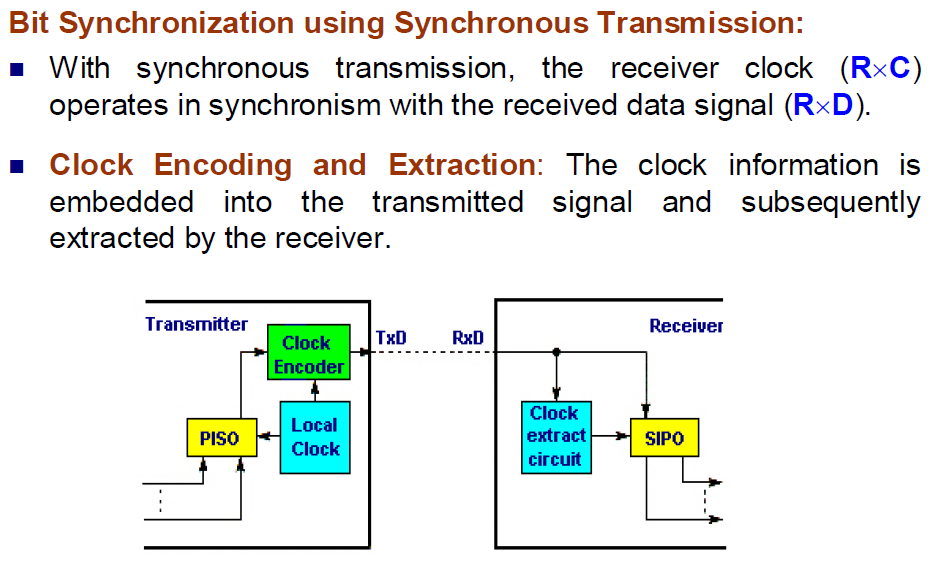 Bit Synchronization using Synchronous Transmission:
With synchronous transmission, the receiver clock (R×C)
operates in synchronism with the received data signal (R×D).
Clock Encoding and Extraction: The clock information is
embedded into the transmitted signal and subsequently
extracted by the receiver.
Transmitter
Clock
Encoder
TxD
RxD
Receiver
PISO
Local
Clock
Clock
extract
circuit
SIPO